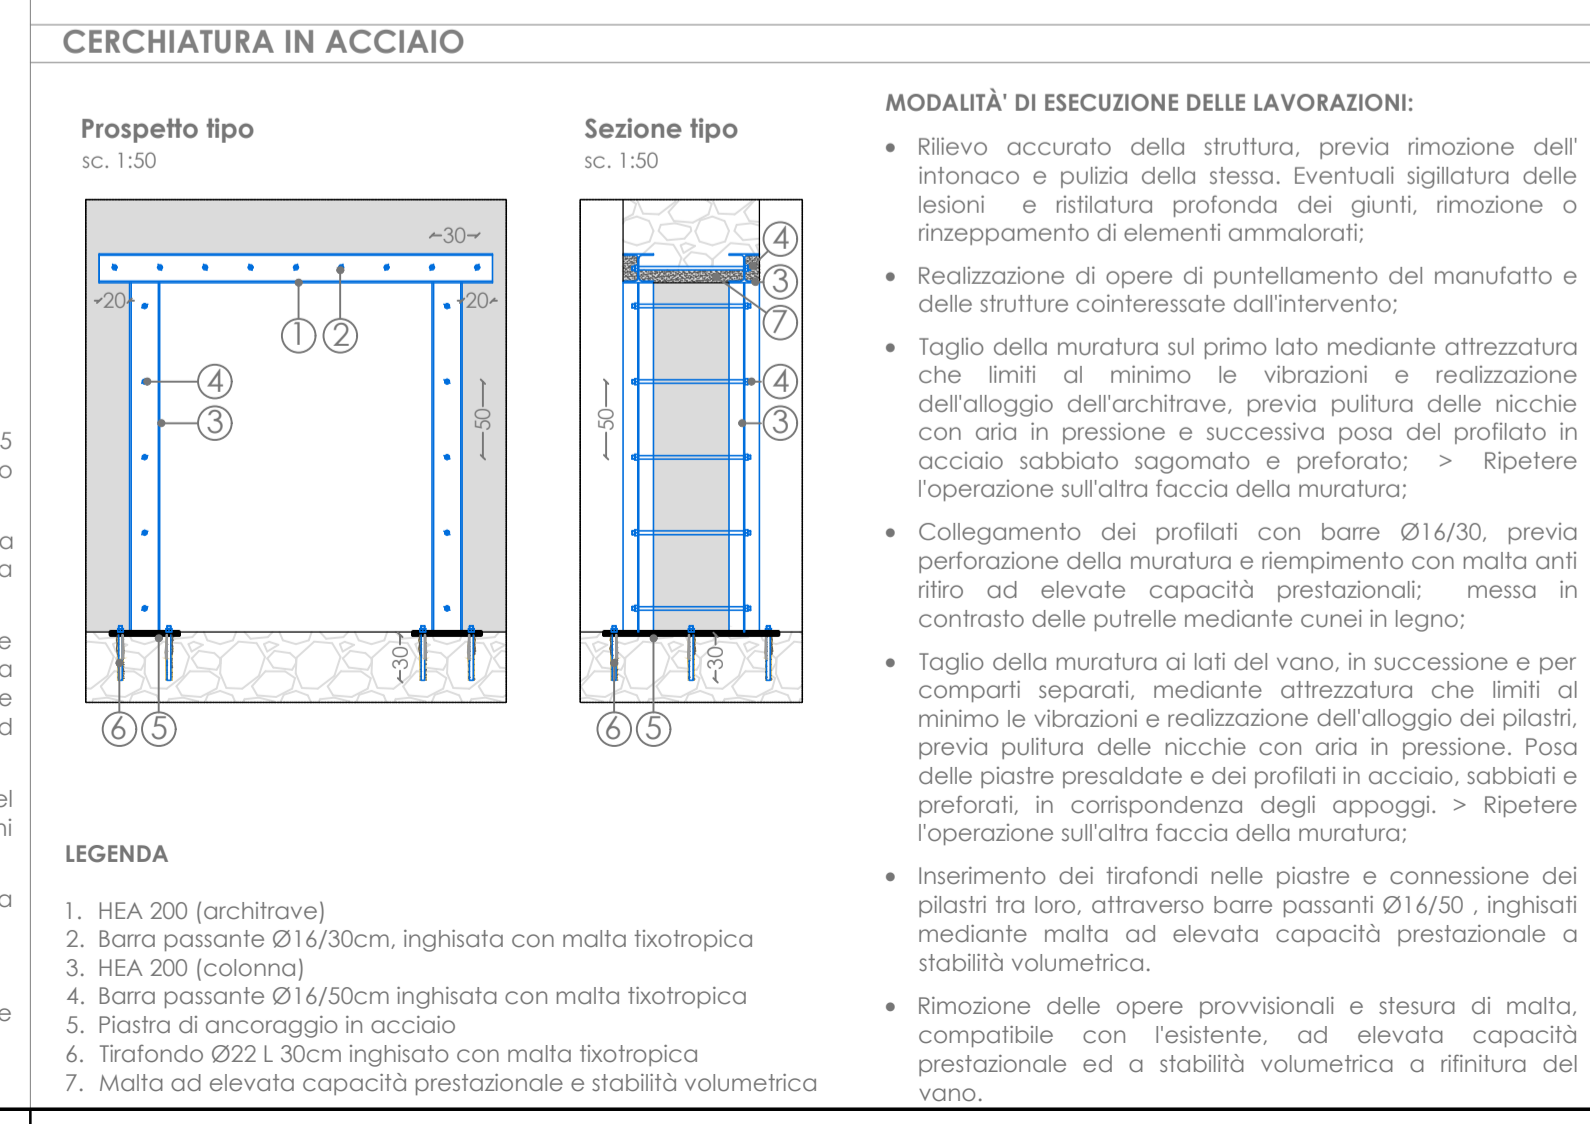 CERCHIATURA IN ACCIAIO
Prospetto tipo
sc. 1:50
30
20
20
1
2
4
3
50
30
6
5
Sezione tipo
sc. 1:50
4
3
7
4
3
50
30
6
5
LEGENDA
1. HEA 200 (architrave)
2. Barra passante Ø16/30cm, inghisata con malta tixotropica
3. HEA 200 (colonna)
4. Barra passante Ø16/50cm inghisata con malta tixotropica
5. Piastra di ancoraggio in acciaio
6. Tirafondo Ø22 L 30cm inghisato con malta tixotropica
7. Malta ad elevata capacità prestazionale e stabilità volumetrica
MODALITÀ' DI ESECUZIONE DELLE LAVORAZIONI:
• Rilievo accurato della struttura, previa rimozione dell'
intonaco e pulizia della stessa. Eventuali sigillatura delle
lesioni e ristilatura profonda dei giunti, rimozione o
rinzeppamento di elementi ammalorati;
• Realizzazione di opere di puntellamento del manufatto e
delle strutture cointeressate dall'intervento;
• Taglio della muratura sul primo lato mediante attrezzatura
che limiti al minimo le vibrazioni e realizzazione
dell'alloggio dell'architrave, previa pulitura delle nicchie
con aria in pressione e successiva posa del profilato in
acciaio sabbiato sagomato e preforato; > Ripetere
l'operazione sull'altra faccia della muratura;
• Collegamento dei profilati con barre Ø16/30, previa
perforazione della muratura e riempimento con malta anti
ritiro ad elevate capacità prestazionali; messa in
contrasto delle putrelle mediante cunei in legno;
• Taglio della muratura ai lati del vano, in successione e per
comparti separati, mediante attrezzatura che limiti al
minimo le vibrazioni e realizzazione dell'alloggio dei pilastri,
previa pulitura delle nicchie con aria in pressione. Posa
delle piastre presaldate e dei profilati in acciaio, sabbiati e
preforati, in corrispondenza degli appoggi. > Ripetere
l'operazione sull'altra faccia della muratura;
• Inserimento dei tirafondi nelle piastre e connessione dei
pilastri tra loro, attraverso barre passanti Ø16/50 , inghisati
mediante malta ad elevata capacità prestazionale a
stabilità volumetrica.
• Rimozione delle opere provvisionali e stesura di malta,
compatibile con l'esistente, ad elevata capacità
prestazionale ed a stabilità volumetrica a rifinitura del
vano.